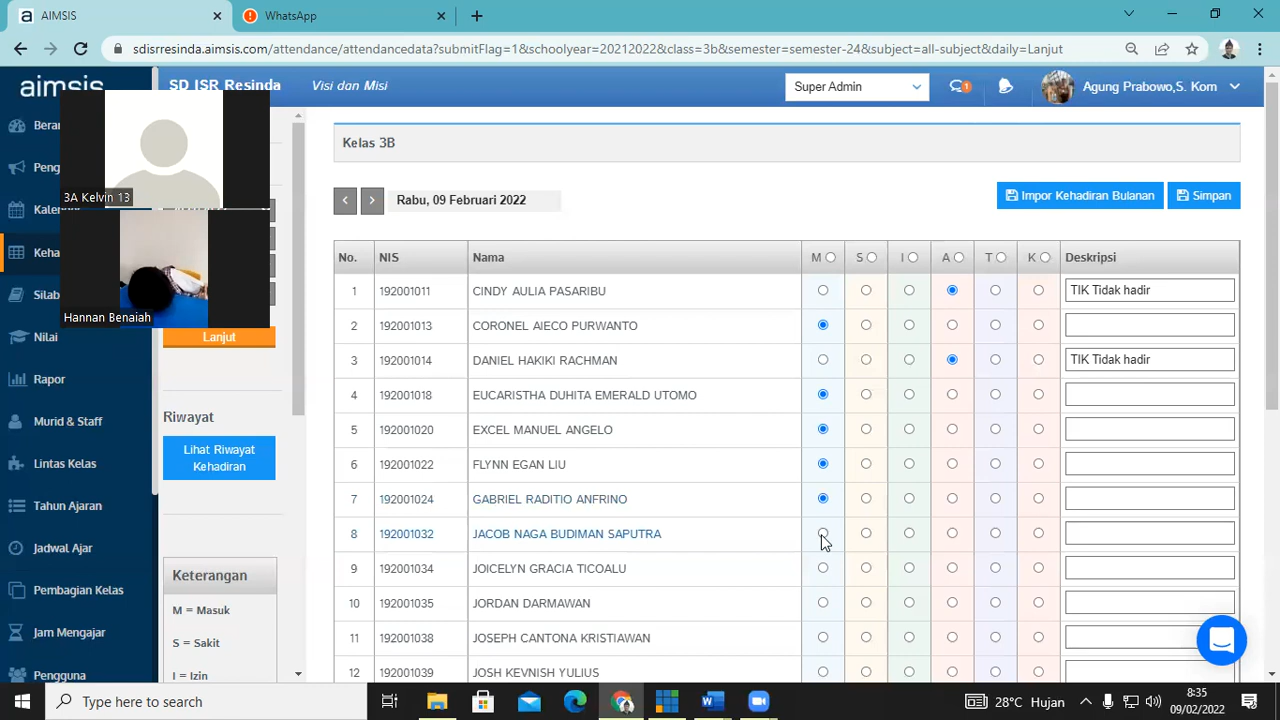 AIMSIS
WhatsApp
sdisrresinda.aimsis.com/attendance/attendancedata?submitFlag=1&schoolyear=20212022&class=3b&semester=semester-24&subject=all-subject&daily=Lanjut
aimsis
SD ISR Resinda
Visi dan Misi
Super Admin
1
Agung Prabowo,S. Kom
Kelas 3B
3A Kelvin 13
Hannan Benaiah
Rabu, 09 Februari 2022
Impor Kehadiran Bulanan
Simpan
No. NIS Nama M S I A T K Deskripsi
1 192001011 CINDY AULIA PASARIBU TIK Tidak hadir
2 192001013 CORONEL AIECO PURWANTO
3 192001014 DANIEL HAKIKI RACHMAN TIK Tidak hadir
4 192001018 EUCARISTHA DUHITA EMERALD UTOMO
5 192001020 EXCEL MANUEL ANGELO
6 192001022 FLYNN EGAN LIU
7 192001024 GABRIEL RADITIO ANFRINO
8 192001032 JACOB NAGA BUDIMAN SAPUTRA
9 192001034 JOICELYN GRACIA TICOALU
10 192001035 JORDAN DARMAWAN
11 192001038 JOSEPH CANTONA KRISTIAWAN
12 192001039 JOSH KEVNISH YULIUS
Beran
Peng
Kalen
Keha
Silab
Nilai
Rapor
Murid & Staff
Lintas Kelas
Tahun Ajaran
Jadwal Ajar
Pembagian Kelas
Jam Mengajar
Pengguna
Lanjut
Riwayat
Lihat Riwayat
Kehadiran
Keterangan
M = Masuk
S = Sakit
I = Izin
Type here to search
28°C Hujan
8:35
09/02/2022